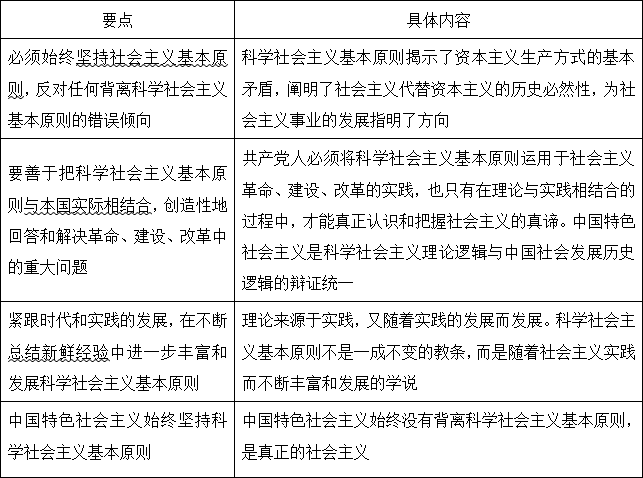 要点
具体内容
必须始终坚持社会主义基本原
则，反对任何背离科学社会主义
基本原则的错误倾向
科学社会主义基本原则揭示了资本主义生产方式的基本
矛盾，阐明了社会主义代替资本主义的历史必然性，为社
会主义事业的发展指明了方向
要善于把科学社会主义基本原
则与本国实际相结合，创造性地
回答和解决革命、建设、改革中
的重大问题
共产党人必须将科学社会主义基本原则运用于社会主义
革命、建设、改革的实践，也只有在理论与实践相结合的
过程中，才能真正认识和把握社会主义的真谛。中国特色
社会主义是科学社会主义理论逻辑与中国社会发展历史
逻辑的辩证统一
紧跟时代和实践的发展，在不断
总结新鲜经验中进一步丰富和
发展科学社会主义基本原则
理论来源于实践，又随着实践的发展而发展。科学社会主
义基本原则不是一成不变的教条，而是随着社会主义实践
而不断丰富和发展的学说
中国特色社会主义始终坚持科
学社会主义基本原则
中国特色社会主义始终没有背离科学社会主义基本原则，
是真正的社会主义